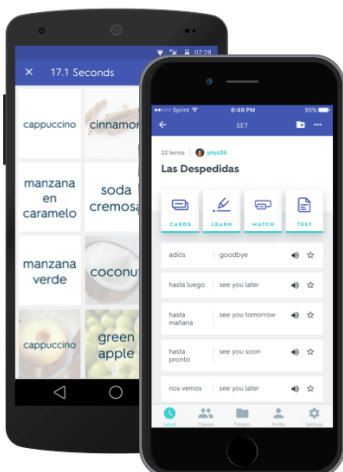 07:28
× 17.1 Seconds
cappuccino
cinnamon
manzana
en
caramelo
soda
cremosa
manzana
verde
coconut
cappuccino
green
apple
Sprint 6:49 PM 95%
SET
22 terms yoyo36
Las Despedidas
CARDS LEARN MATCH TEST
adiós goodbye
hasta luego see you later
hasta
mañana
see you tomorrow
hasta
pronto
see you soon
nos vemos see you later
Latest Classes Folders Profile Settings